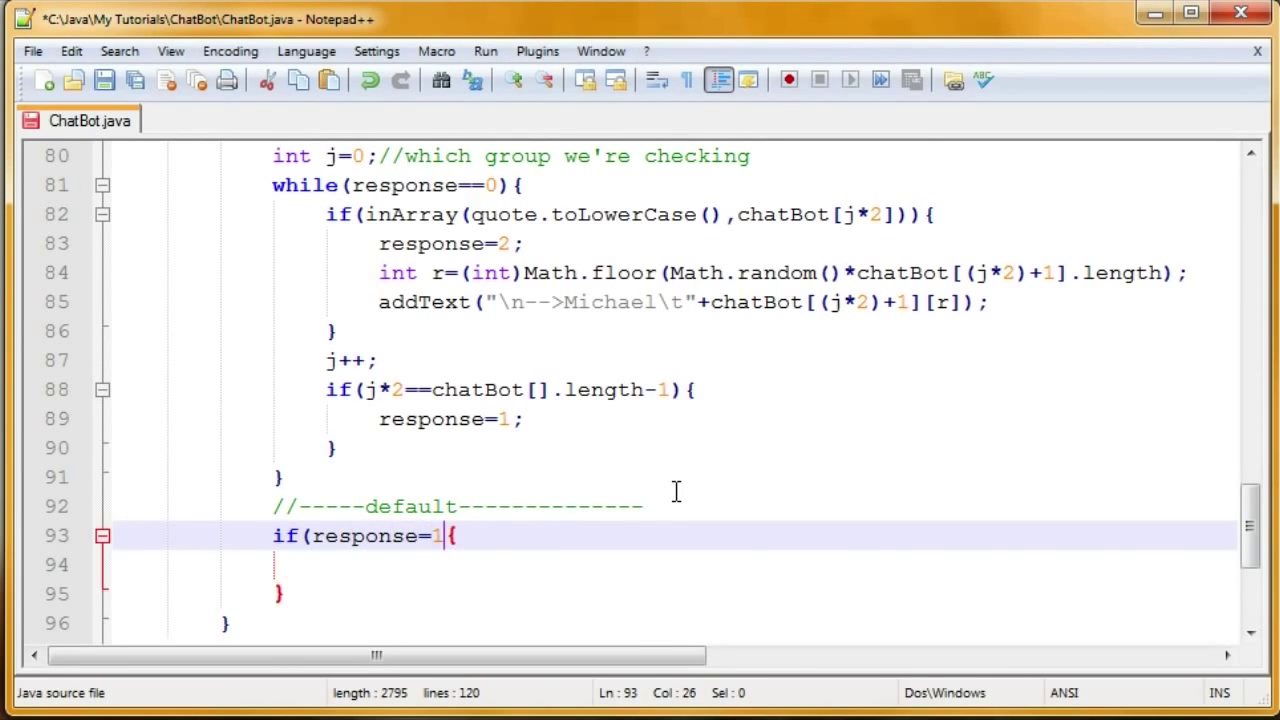 *C:\Java\My Tutorials\ChatBot\ChatBot.java - Notepad++
File Edit Search View Encoding Language Settings Macro Run Plugins Window ? X
ABC
ChatBot.java
80 int j=0;//which group we're checking
81 while(response==0){
82 if(inArray(quote.toLowerCase(),chatBot[j*2])){
83 response=2;
84 int r=(int)Math.floor(Math.random()*chatBot[(j*2)+1].length);
85 addText("\n-->Michael\t"+chatBot[(j*2)+1][r]);
86 }
87 j++;
88 if(j*2==chatBot[].length-1){
89 response=1;
90 }
91 }
92 //-----default--------------
93 if(response=1{
94
95 }
96 }
Java source file length : 2795 lines : 120 Ln : 93 Col : 26 Sel : 0 Dos\Windows ANSI INS